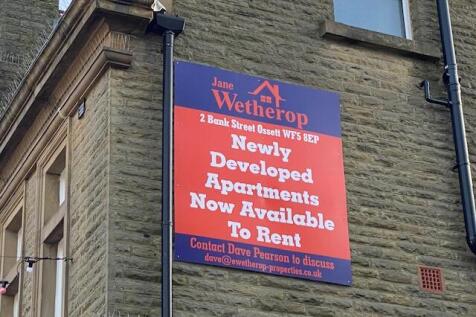 Jane
Wetherop
2 Bank Street Ossett WF5 8EP
Newly
Developed
Apartments
Now Available
To Rent
Contact Dave Pearson to discuss
dave@ewetherop-properties.co.uk